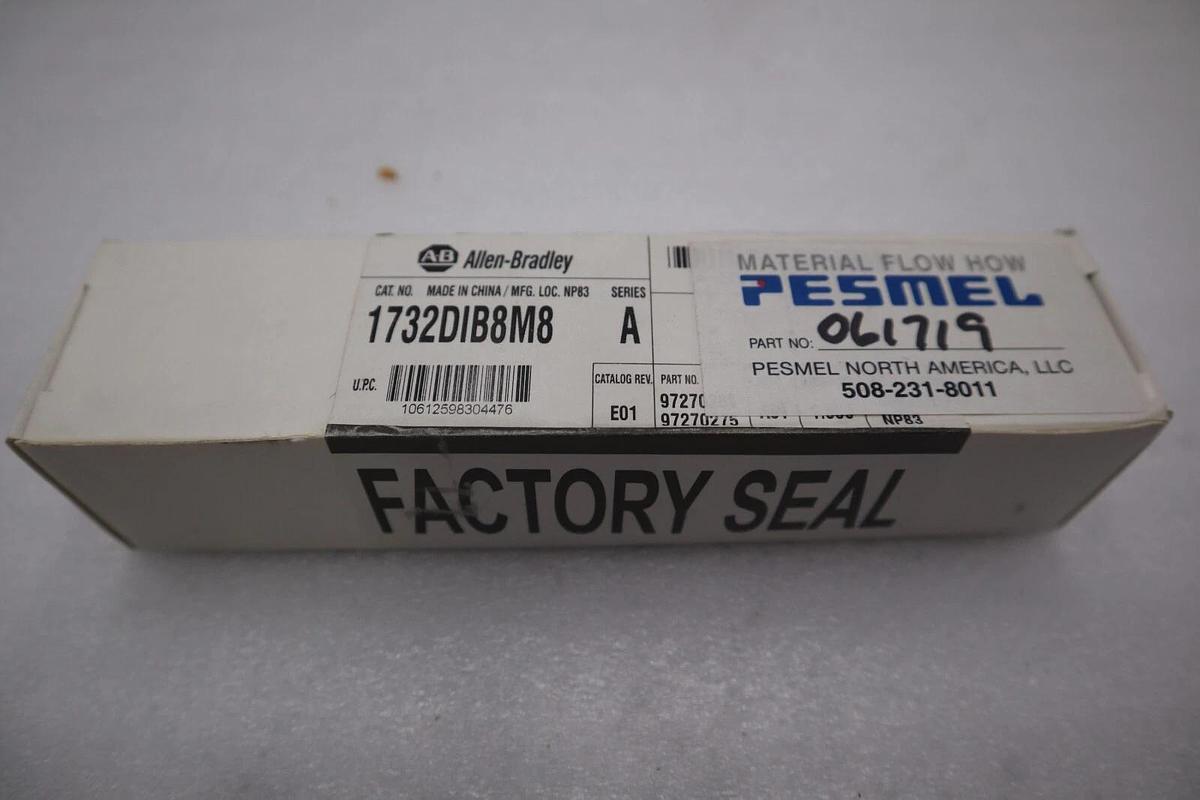 AB Allen-Bradley
CAT. NO. MADE IN CHINA / MFG. LOC. NP83 SERIES
1732DIB8M8 A
U.P.C.
10612598304476
CATALOG REV. PART NO.
E01
97270275
NP83
MATERIAL FLOW HOW
PESMEL
PART NO: 061719
PESMEL NORTH AMERICA, LLC
508-231-8011
FACTORY SEAL